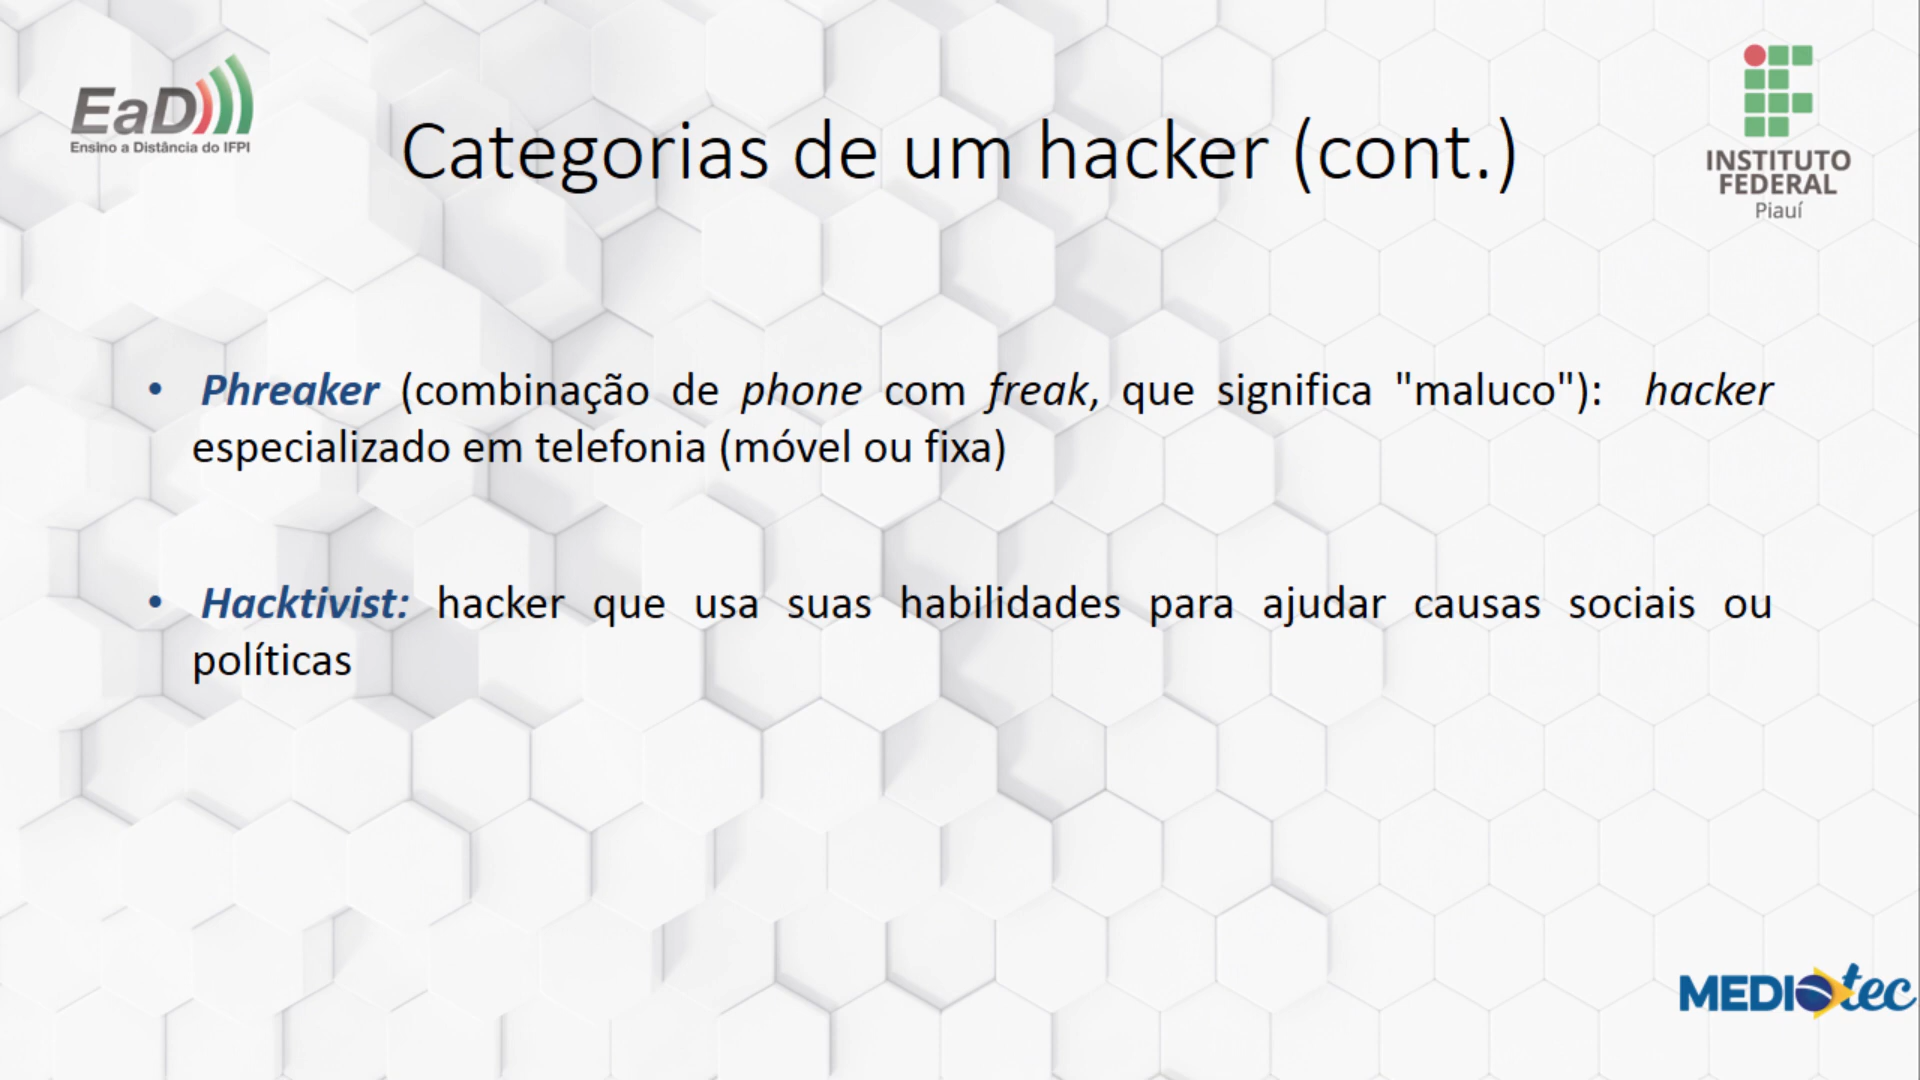 EaD
Ensino a Distância do IFPI
Categorias de um hacker (cont.)
INSTITUTO
FEDERAL
Piauí
• Phreaker (combinação de phone com freak, que significa "maluco"): hacker
especializado em telefonia (móvel ou fixa)
• Hacktivist: hacker que usa suas habilidades para ajudar causas sociais ou
políticas
MEDIOtec